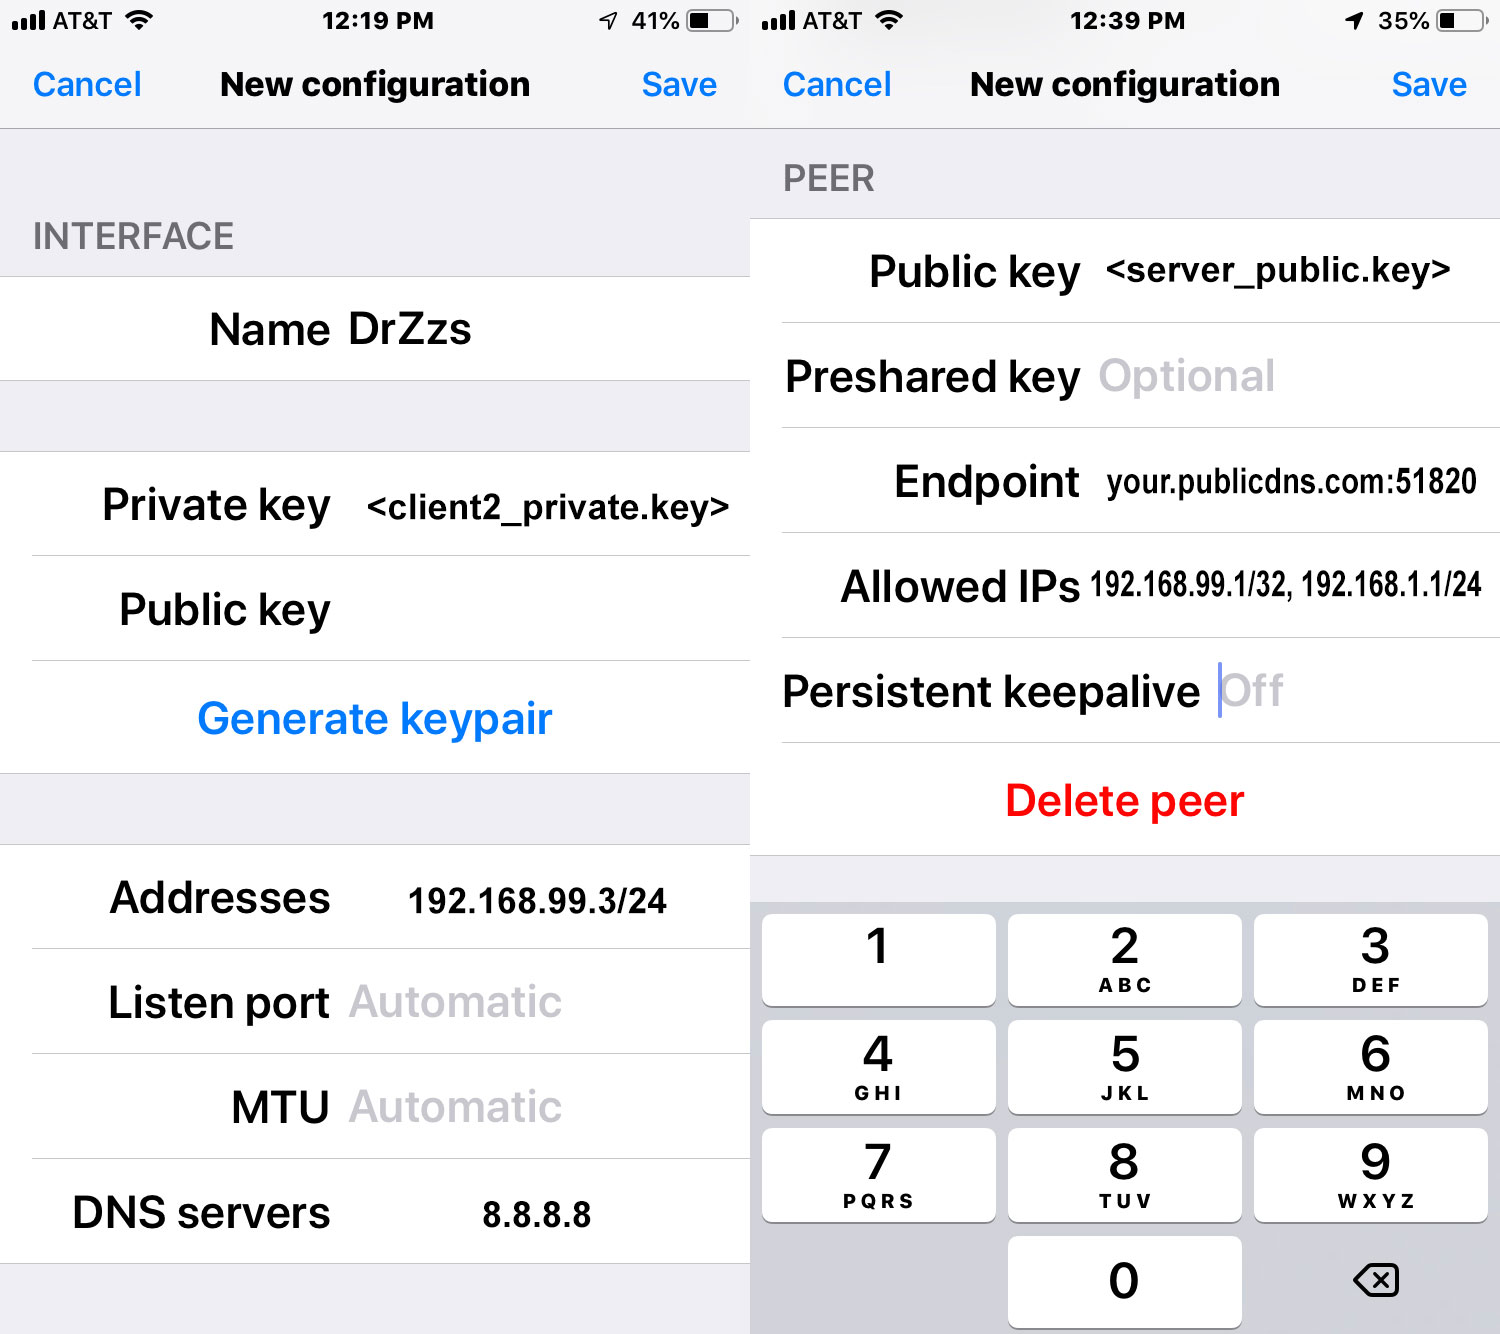 AT&T 12:19 PM 41%
Cancel New configuration Save
INTERFACE
Name DrZzs
Private key <client2_private.key>
Public key
Generate keypair
Addresses 192.168.99.3/24
Listen port Automatic
MTU Automatic
DNS servers 8.8.8.8
AT&T 12:39 PM 35%
Cancel New configuration Save
PEER
Public key <server_public.key>
Preshared key Optional
Endpoint your.publicdns.com:51820
Allowed IPs 192.168.99.1/32, 192.168.1.1/24
Persistent keepalive Off
Delete peer
1 2 3
ABC DEF
4 5 6
GHI JKL MNO
7 8 9
PQRS TUV WXYZ
0